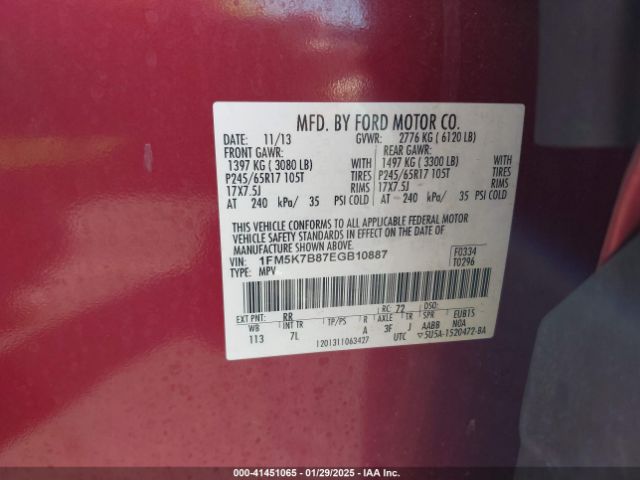 MFD. BY FORD MOTOR CO.
DATE: 11/13 GVWR: 2776 KG ( 6120 LB)
FRONT GAWR: REAR GAWR:
1397 KG ( 3080 LB) WITH 1497 KG ( 3300 LB) WITH
P245/65R17 105T TIRES P245/65R17 105T TIRES
17X7.5J RIMS 17X7.5J RIMS
AT 240 kPa/ 35 PSI COLD AT 240 kPa/ 35 PSI COLD
THIS VEHICLE CONFORMS TO ALL APPLICABLE FEDERAL MOTOR
VEHICLE SAFETY STANDARDS IN EFFECT ON THE DATE OF
MANUFACTURE SHOWN ABOVE.
VIN: 1FM5K7B87EGB10887 F0334
TYPE: MPV T0296
EXT PNT: RR RC: 72 DSO:
WB INT TR TP/PS R AXLE TR SPR EUB15
113 7L A 3F J AABB N0A
1201311063427 UTC 5U5A-1520472-BA
000-41451065 - 01/29/2025 - IAA Inc.